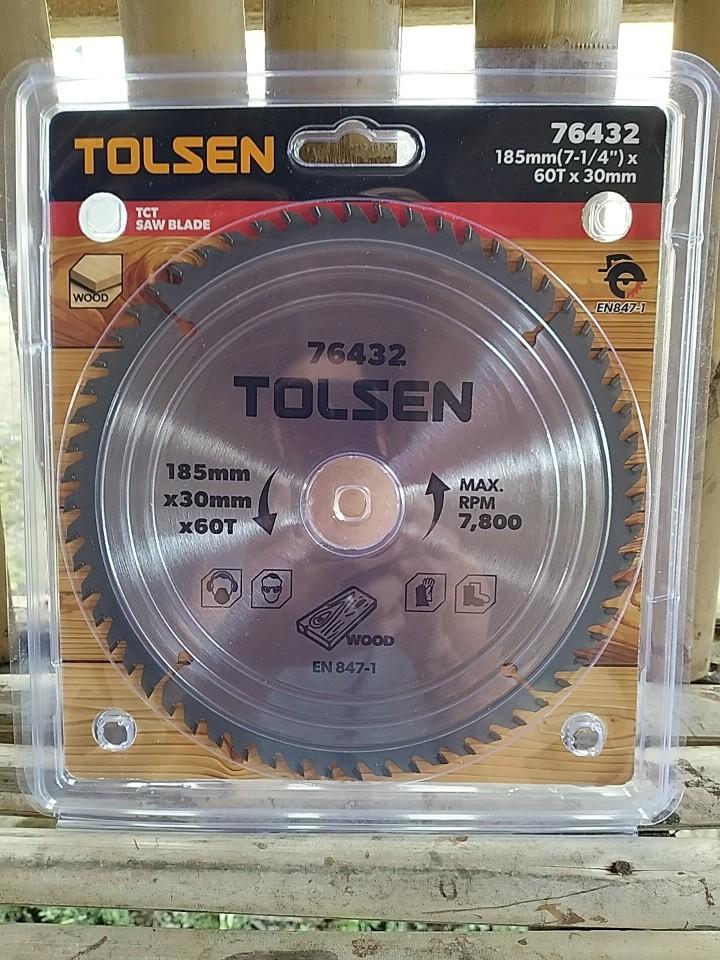 TOLSEN
76432
185mm(7-1/4") x
60T x 30mm
TCT
SAW BLADE
WOOD
EN847-1
76432
TOLSEN
185mm
x30mm
x60T
MAX.
RPM
7,800
WOOD
EN 847-1